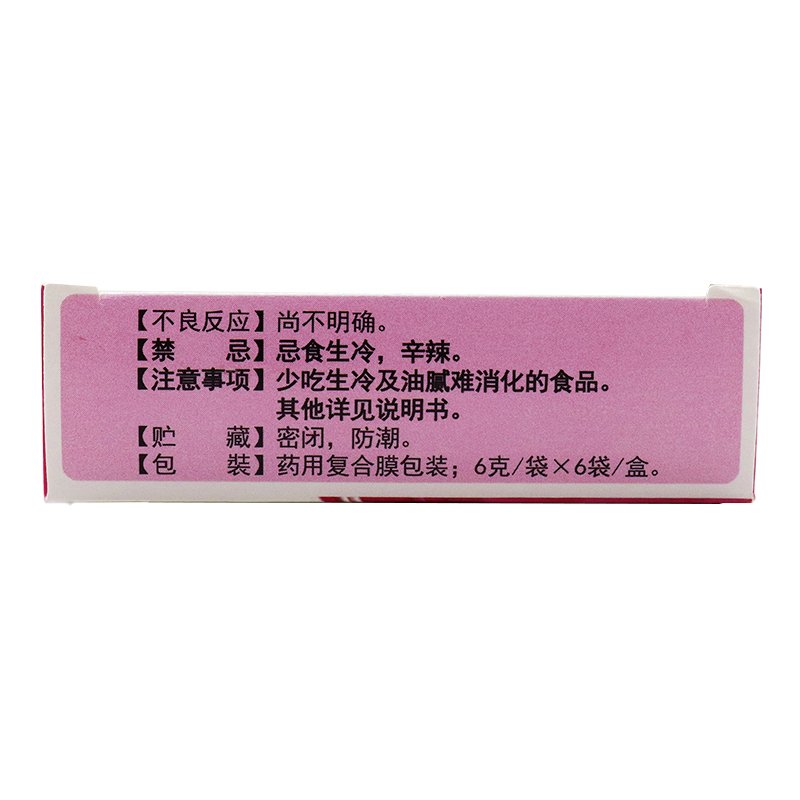 【不良反应】尚不明确。
【禁　　忌】忌食生冷，辛辣。
【注意事项】少吃生冷及油腻难消化的食品。
其他详见说明书。
【贮　　藏】密闭，防潮。
【包　　裝】药用复合膜包装；6克/袋×6袋/盒。